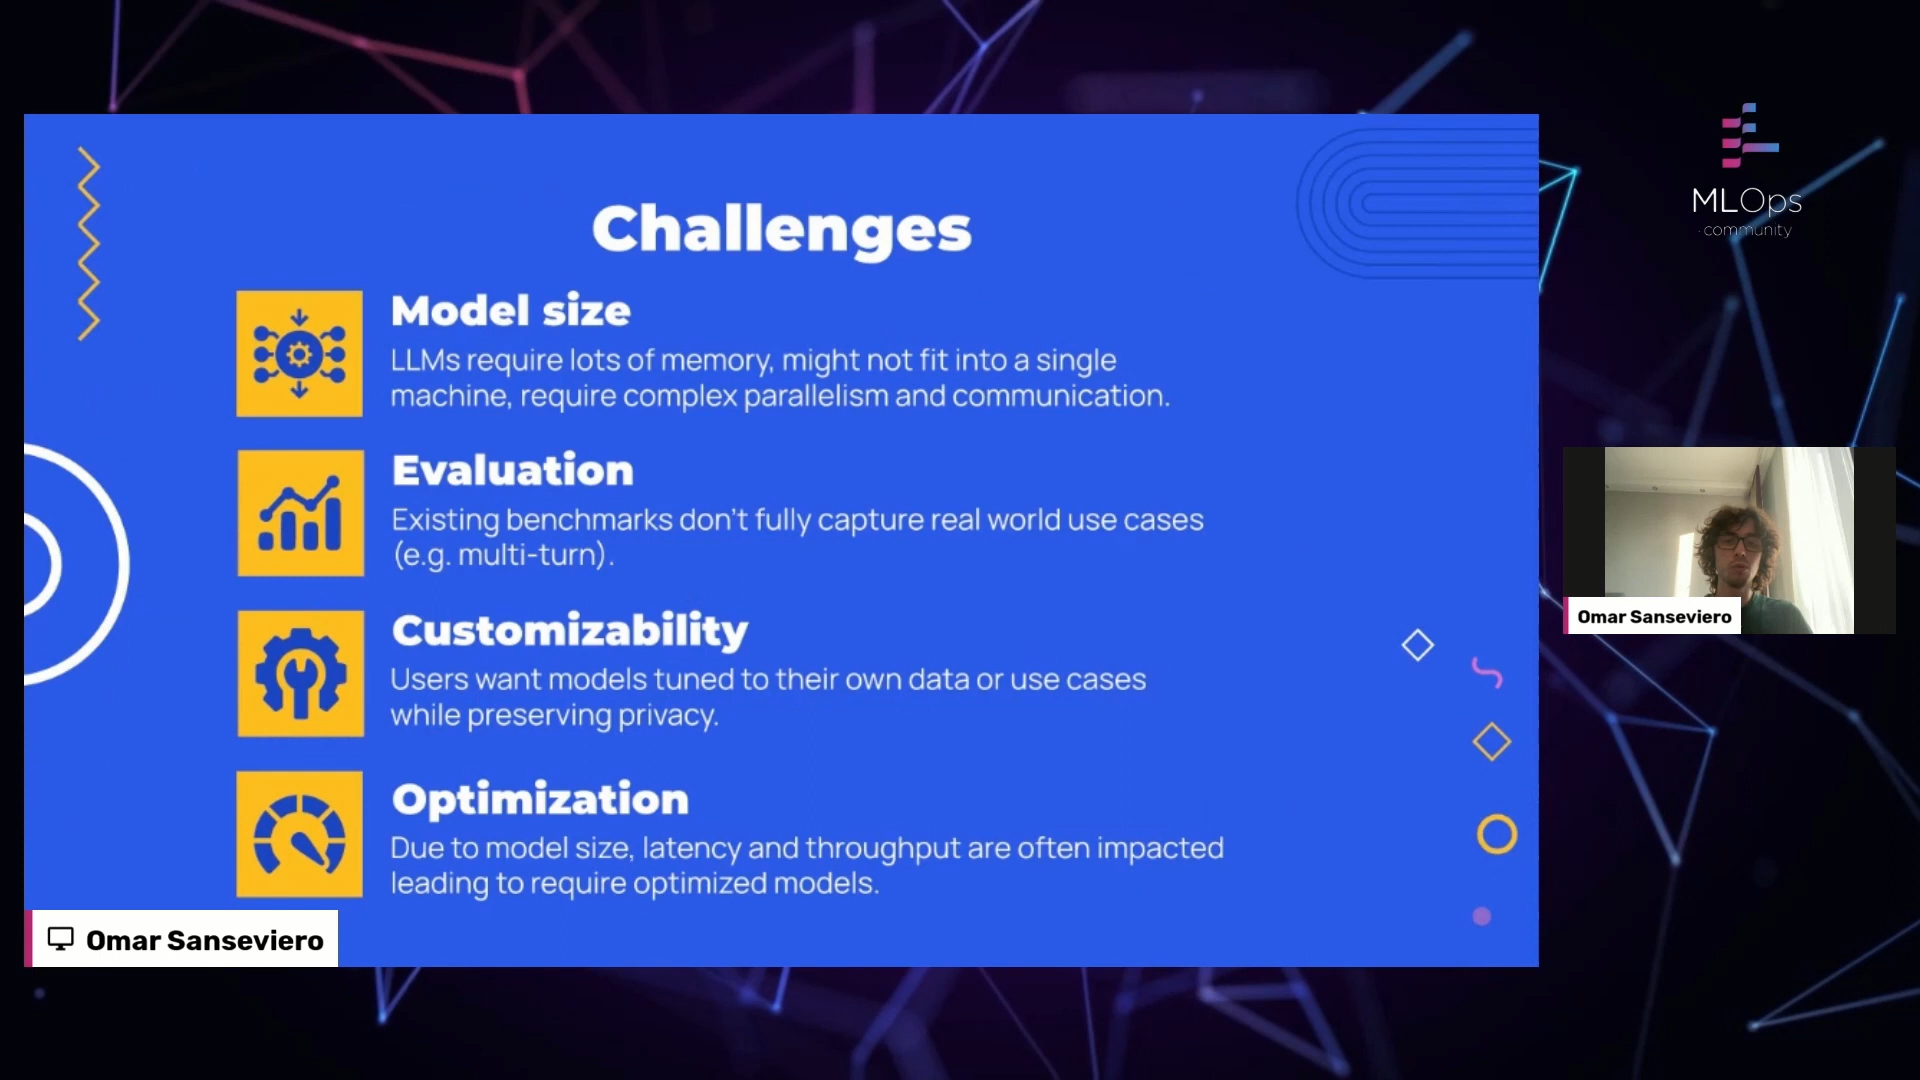 Challenges
Model size
LLMs require lots of memory, might not fit into a single
machine, require complex parallelism and communication.
Evaluation
Existing benchmarks don't fully capture real world use cases
(e.g. multi-turn).
Customizability
Users want models tuned to their own data or use cases
while preserving privacy.
Optimization
Due to model size, latency and throughput are often impacted
leading to require optimized models.
Omar Sanseviero
MLOps
· community
Omar Sanseviero